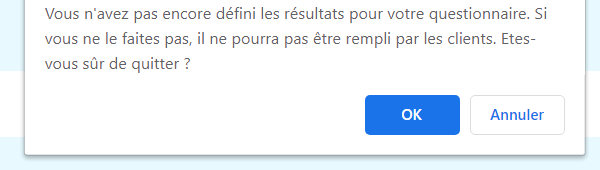 Vous n'avez pas encore défini les résultats pour votre questionnaire. Si
vous ne le faites pas, il ne pourra pas être rempli par les clients. Etes-
vous sûr de quitter ?
OK
Annuler